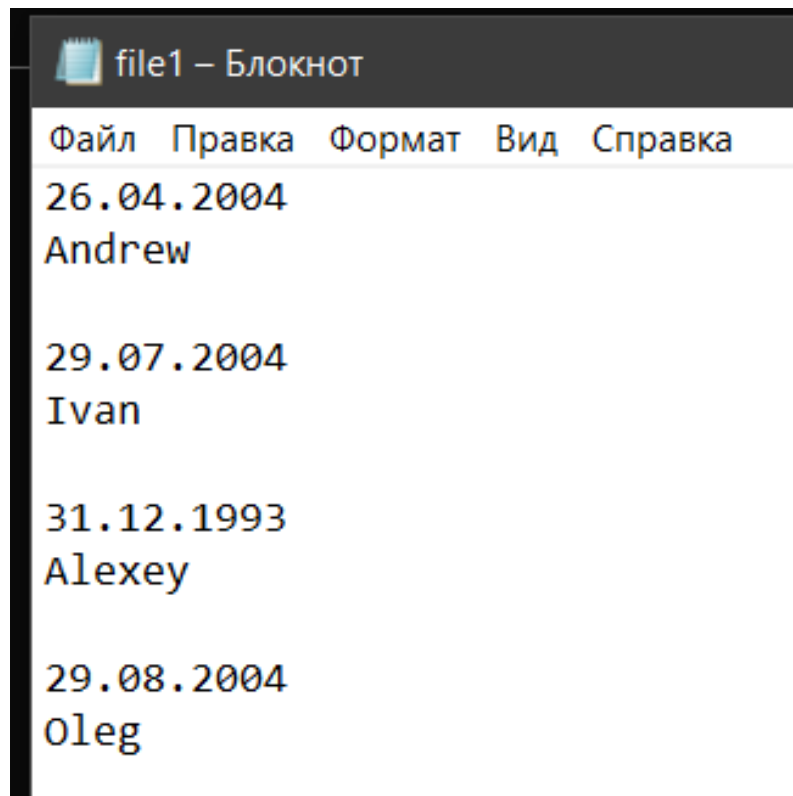 file1 – Блокнот
Файл Правка Формат Вид Справка
26.04.2004
Andrew
29.07.2004
Ivan
31.12.1993
Alexey
29.08.2004
Oleg